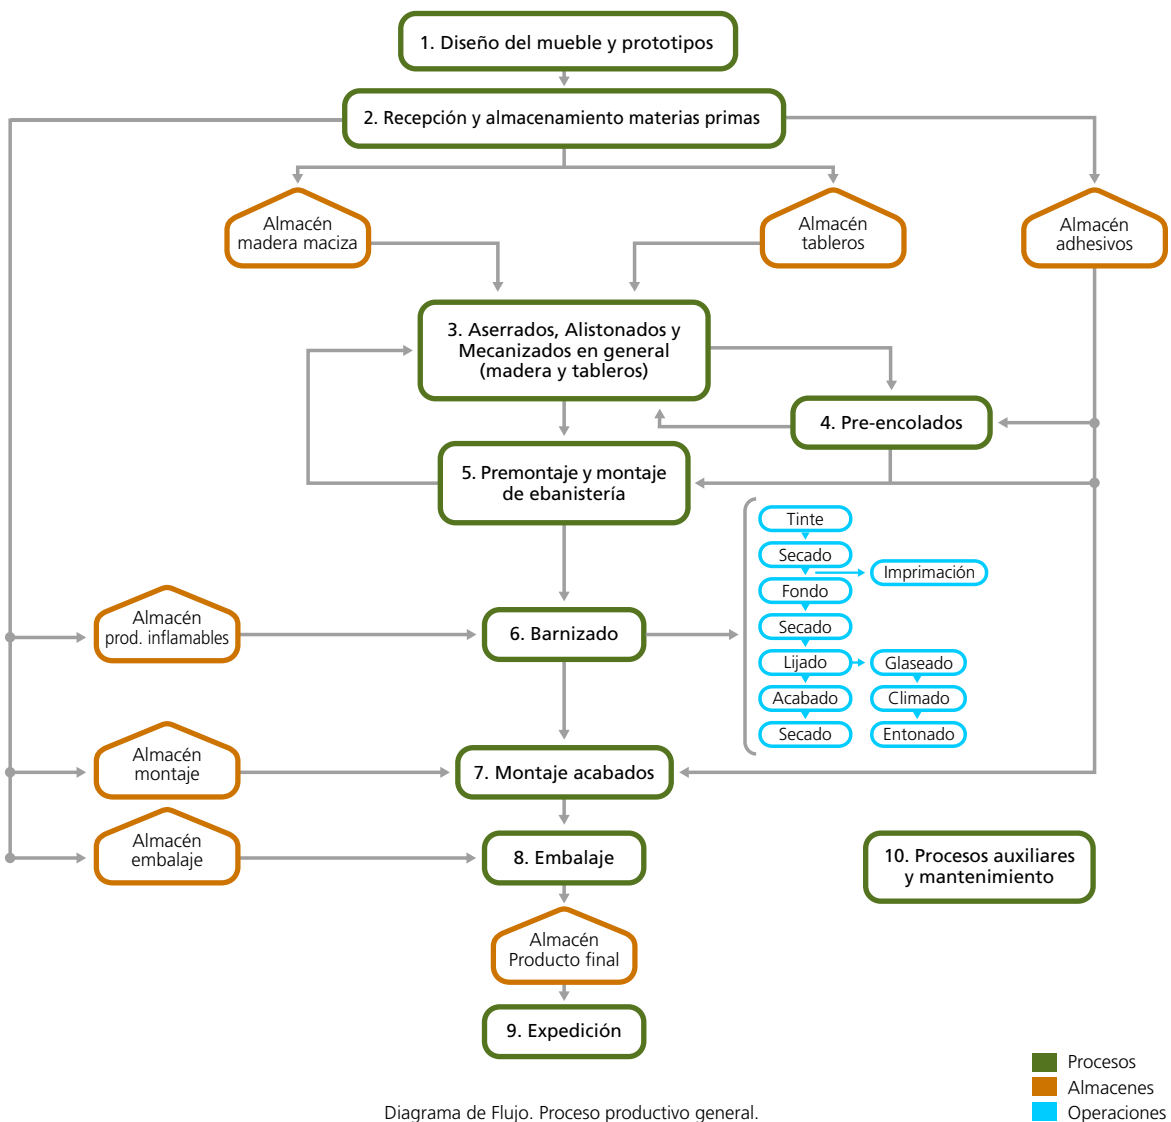 1. Diseño del mueble y prototipos
2. Recepción y almacenamiento materias primas
Almacén
madera maciza
Almacén
tableros
Almacén
adhesivos
3. Aserrados, Alistonados y
Mecanizados en general
(madera y tableros)
4. Pre-encolados
5. Premontaje y montaje
de ebanistería
Tinte
Secado
Imprimación
Fondo
Secado
Lijado
Glaseado
Acabado
Climado
Secado
Entonado
Almacén
prod. inflamables
6. Barnizado
Almacén
montaje
7. Montaje acabados
Almacén
embalaje
8. Embalaje
10. Procesos auxiliares
y mantenimiento
Almacén
Producto final
9. Expedición
Procesos
Almacenes
Operaciones
Diagrama de Flujo. Proceso productivo general.